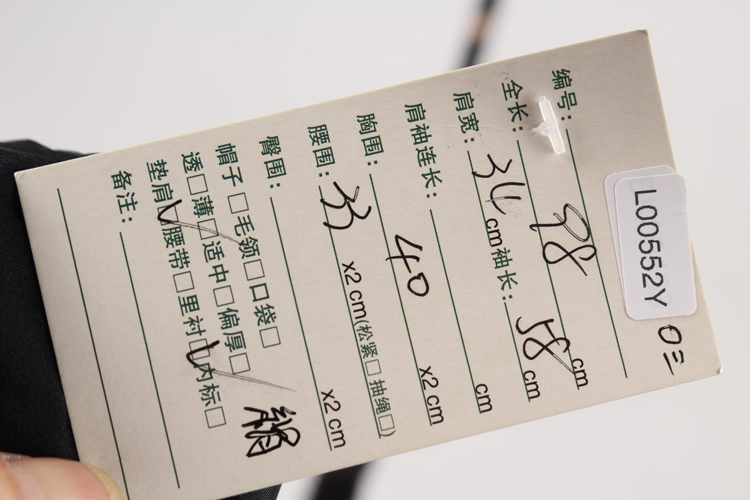 编号: L00552Y
全长: 98 cm
肩宽: 34 cm 袖长: 58 cm
肩袖连长: cm
胸围: 40 x2 cm
腰围: 33 x2 cm(松紧□ 抽绳□)
臀围: x2 cm
帽子 □ 毛领□ 口袋□
透□ 薄□ 适中□ 偏厚□
垫肩□ 腰带□ 里衬□ 内标□
备注: